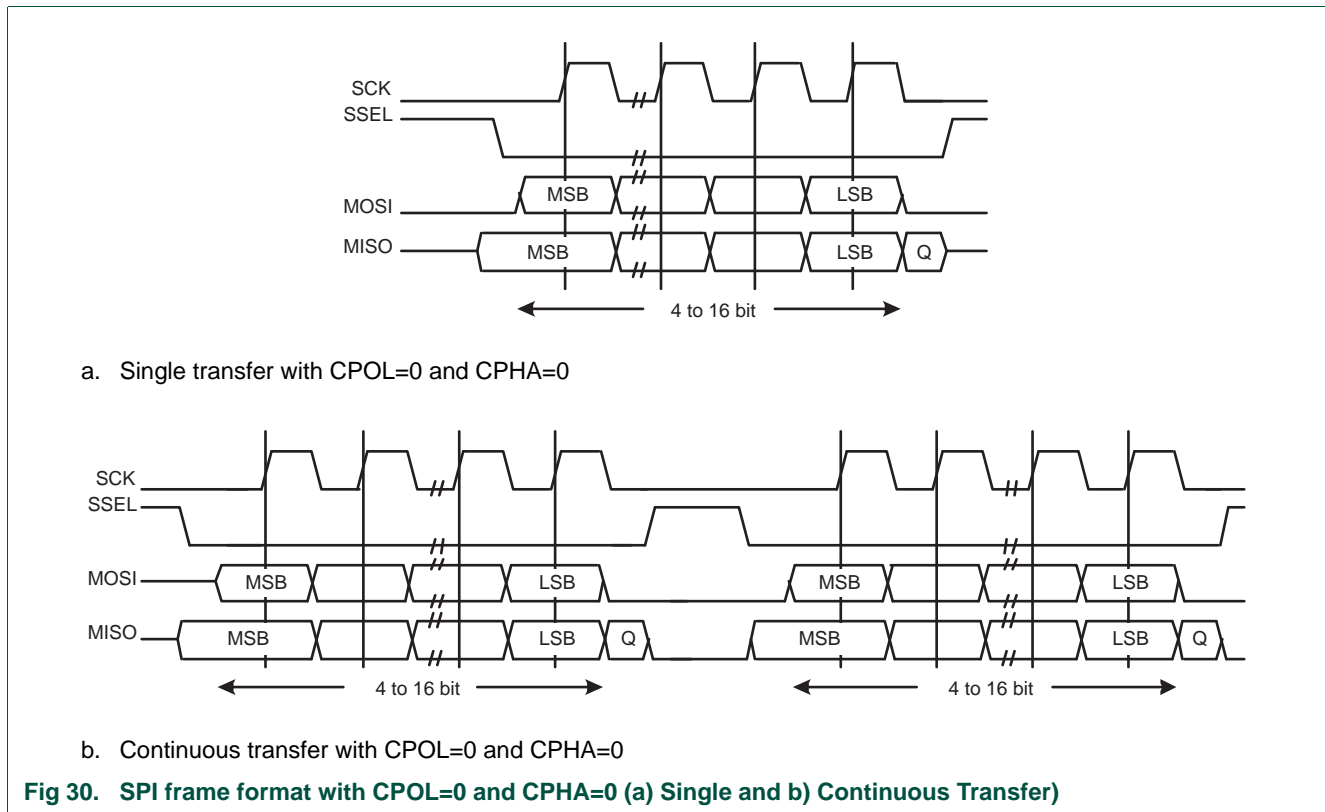 SCK
SSEL
MOSI MSB LSB
MISO MSB LSB Q
4 to 16 bit
a. Single transfer with CPOL=0 and CPHA=0
SCK
SSEL
MOSI MSB LSB MSB LSB
MISO MSB LSB Q MSB LSB Q
4 to 16 bit 4 to 16 bit
b. Continuous transfer with CPOL=0 and CPHA=0
Fig 30. SPI frame format with CPOL=0 and CPHA=0 (a) Single and b) Continuous Transfer)